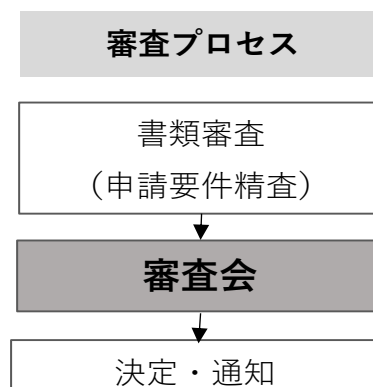 審査プロセス
書類審査
（申請要件精査）
審査会
決定・通知